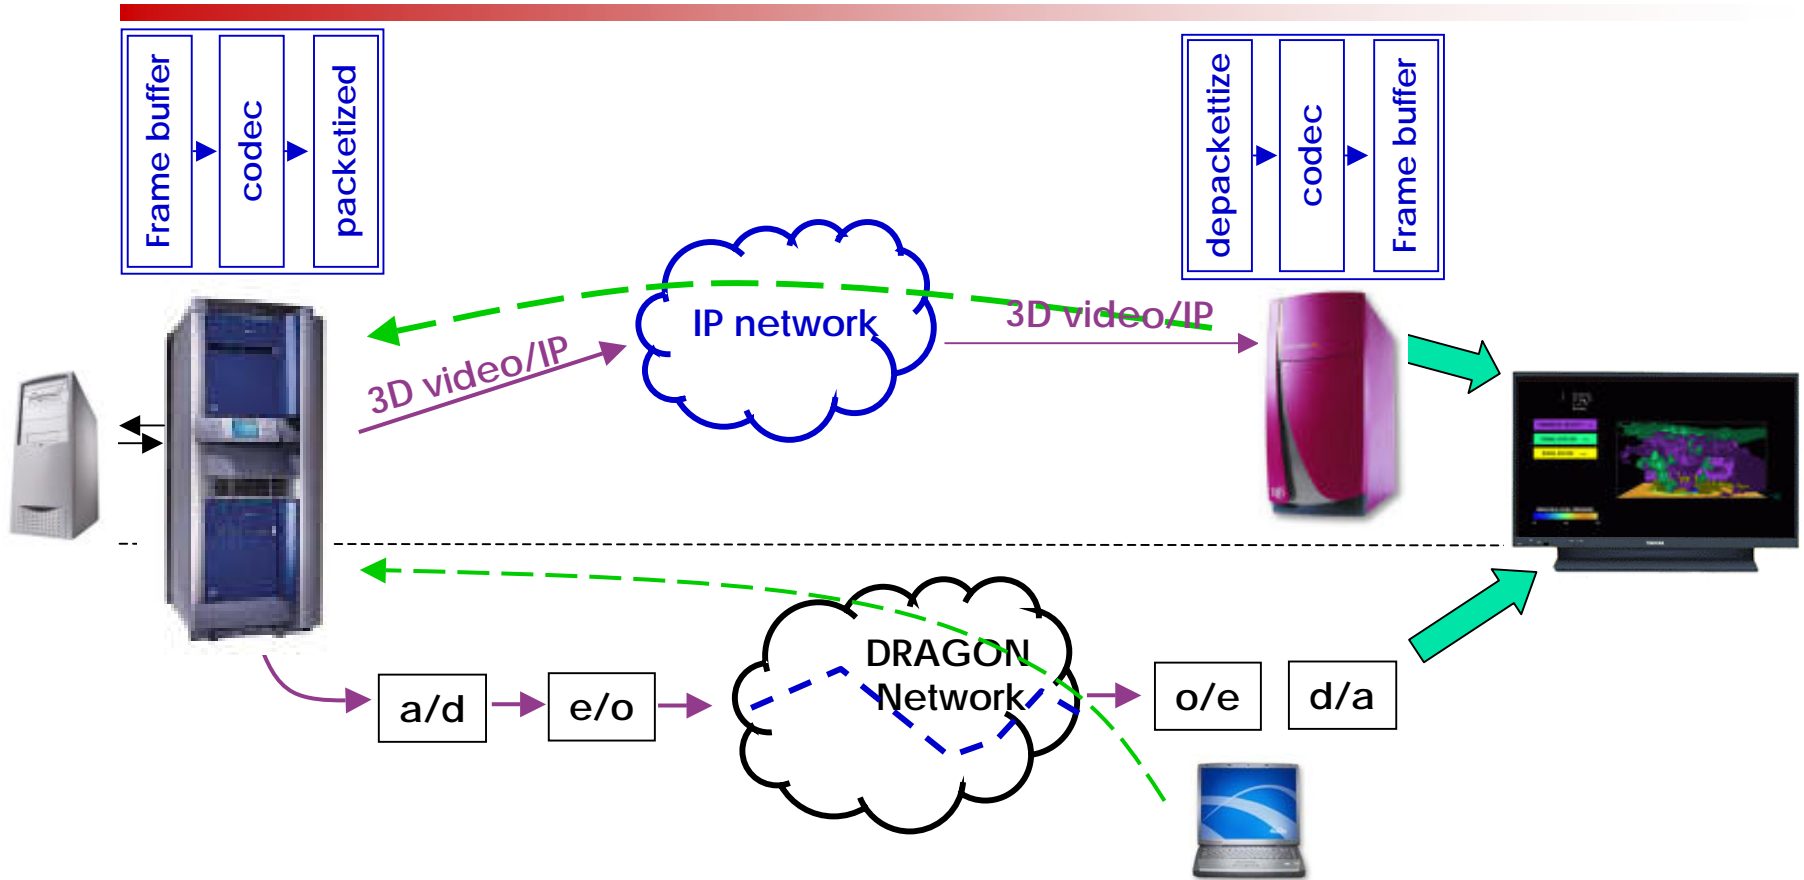 Frame buffer
codec
packetized
depackettize
codec
Frame buffer
3D video/IP
IP network
3D video/IP
DRAGON
Network
a/d
e/o
o/e
d/a